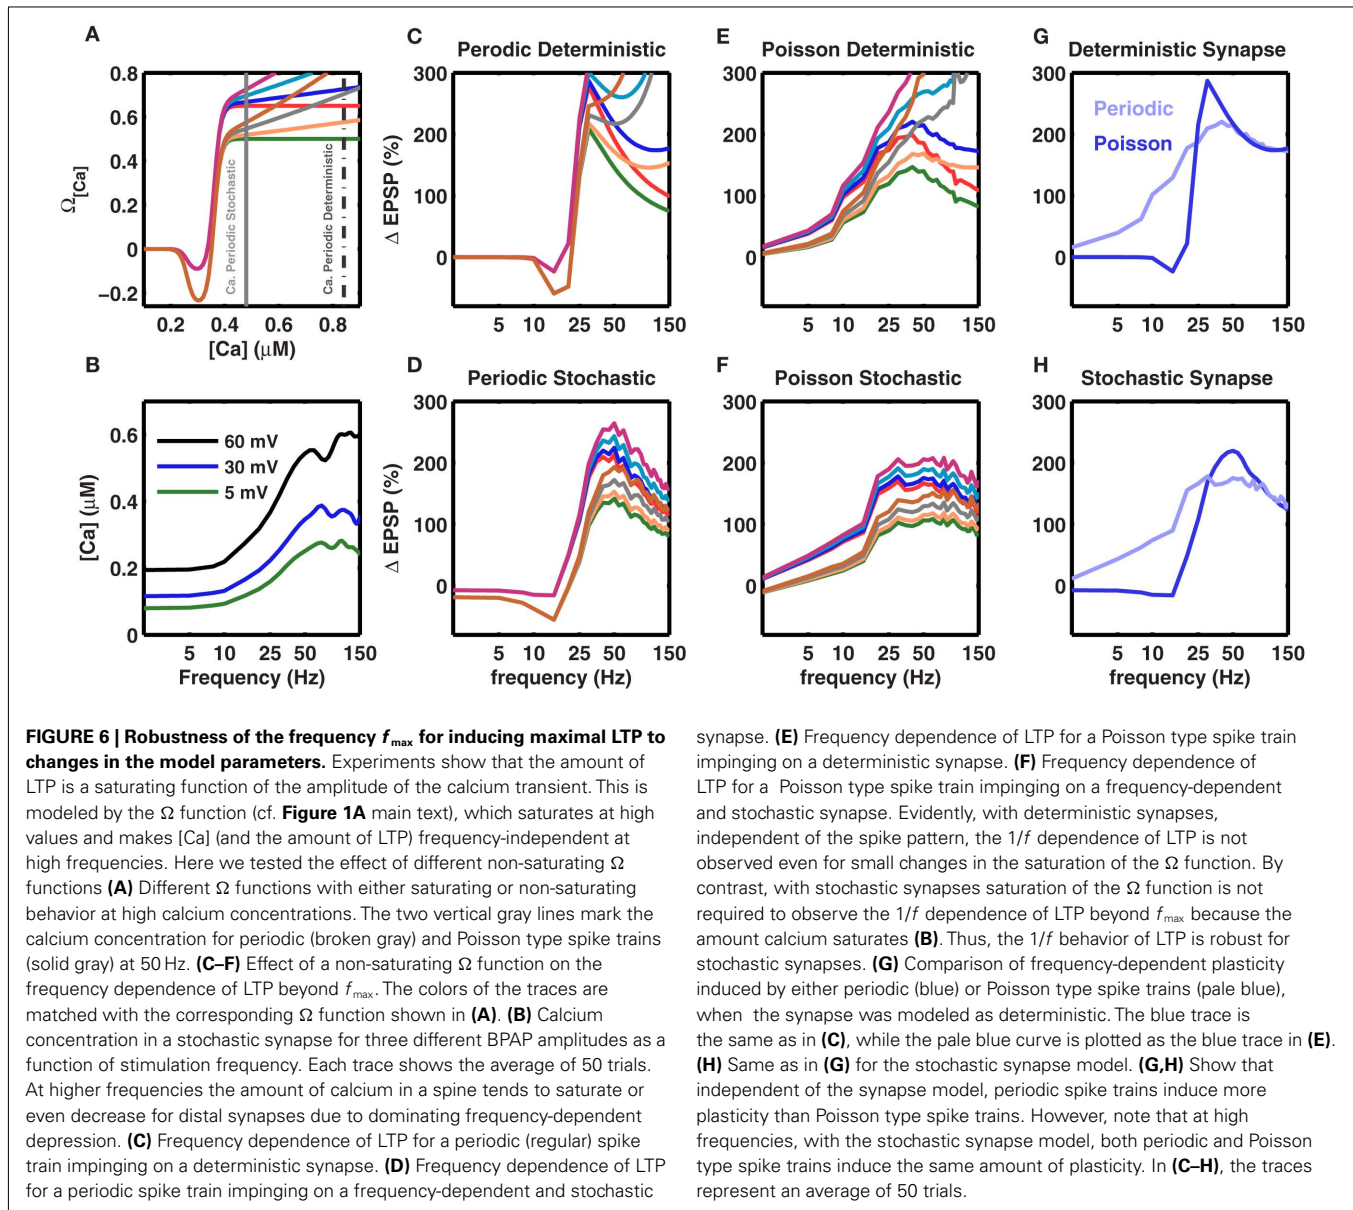 A
0.8
0.6
0.4
0.2
0
−0.2
Ω[Ca]
Ca. Periodic Stochastic
Ca. Periodic Deterministic
0.2 0.4 0.6 0.8
[Ca] (μM)
B
0.6
0.4
0.2
0
[Ca] (μM)
60 mV
30 mV
5 mV
5 10 25 50 150
Frequency (Hz)
C
Perodic Deterministic
300
200
100
0
Δ EPSP (%)
5 10 25 50 150
D
Periodic Stochastic
300
200
100
0
Δ EPSP (%)
5 10 25 50 150
frequency (Hz)
E
Poisson Deterministic
300
200
100
0
5 10 25 50 150
F
Poisson Stochastic
300
200
100
0
5 10 25 50 150
frequency (Hz)
G
Deterministic Synapse
300
200
100
0
Periodic
Poisson
5 10 25 50 150
H
Stochastic Synapse
300
200
100
0
5 10 25 50 150
frequency (Hz)
FIGURE 6 | Robustness of the frequency fmax for inducing maximal LTP to
changes in the model parameters. Experiments show that the amount of
LTP is a saturating function of the amplitude of the calcium transient. This is
modeled by the Ω function (cf. Figure 1A main text), which saturates at high
values and makes [Ca] (and the amount of LTP) frequency-independent at
high frequencies. Here we tested the effect of different non-saturating Ω
functions (A) Different Ω functions with either saturating or non-saturating
behavior at high calcium concentrations. The two vertical gray lines mark the
calcium concentration for periodic (broken gray) and Poisson type spike trains
(solid gray) at 50 Hz. (C–F) Effect of a non-saturating Ω function on the
frequency dependence of LTP beyond fmax. The colors of the traces are
matched with the corresponding Ω function shown in (A). (B) Calcium
concentration in a stochastic synapse for three different BPAP amplitudes as a
function of stimulation frequency. Each trace shows the average of 50 trials.
At higher frequencies the amount of calcium in a spine tends to saturate or
even decrease for distal synapses due to dominating frequency-dependent
depression. (C) Frequency dependence of LTP for a periodic (regular) spike
train impinging on a deterministic synapse. (D) Frequency dependence of LTP
for a periodic spike train impinging on a frequency-dependent and stochastic
synapse. (E) Frequency dependence of LTP for a Poisson type spike train
impinging on a deterministic synapse. (F) Frequency dependence of
LTP for a Poisson type spike train impinging on a frequency-dependent
and stochastic synapse. Evidently, with deterministic synapses,
independent of the spike pattern, the 1/f dependence of LTP is not
observed even for small changes in the saturation of the Ω function. By
contrast, with stochastic synapses saturation of the Ω function is not
required to observe the 1/f dependence of LTP beyond fmax because the
amount calcium saturates (B). Thus, the 1/f behavior of LTP is robust for
stochastic synapses. (G) Comparison of frequency-dependent plasticity
induced by either periodic (blue) or Poisson type spike trains (pale blue),
when the synapse was modeled as deterministic. The blue trace is
the same as in (C), while the pale blue curve is plotted as the blue trace in (E).
(H) Same as in (G) for the stochastic synapse model. (G,H) Show that
independent of the synapse model, periodic spike trains induce more
plasticity than Poisson type spike trains. However, note that at high
frequencies, with the stochastic synapse model, both periodic and Poisson
type spike trains induce the same amount of plasticity. In (C–H), the traces
represent an average of 50 trials.